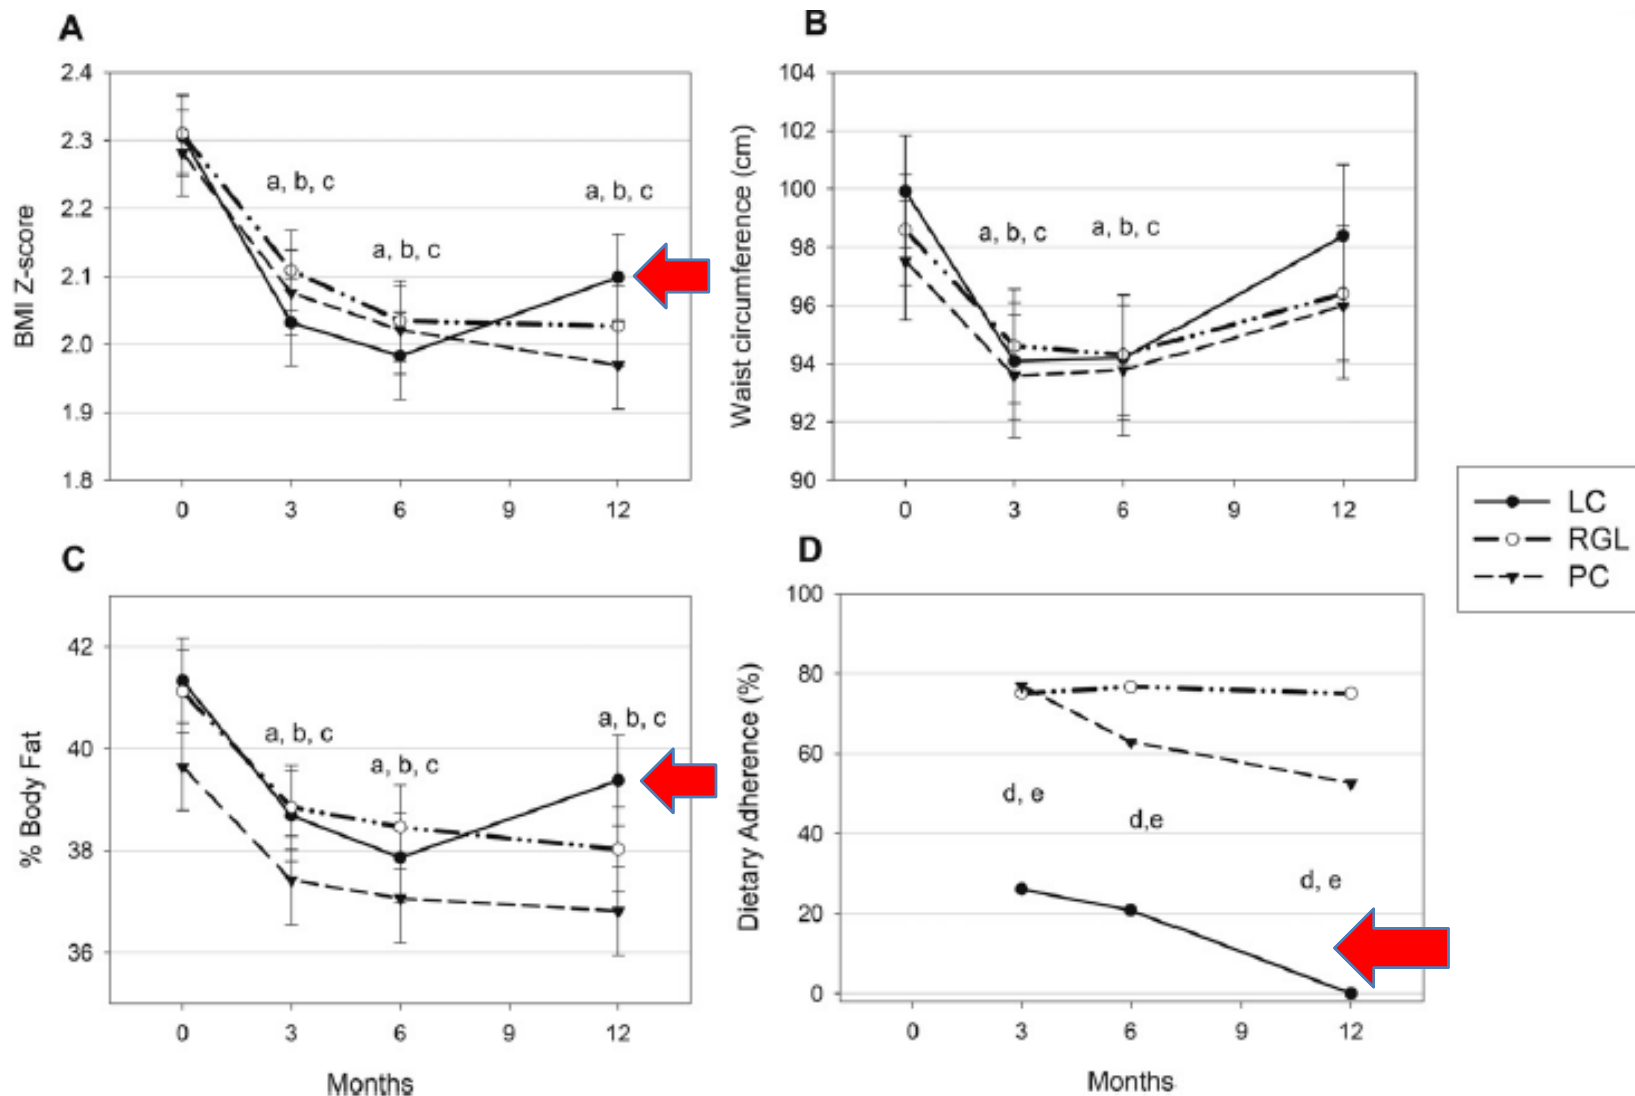 A
BMI Z-score
2.4
2.3
2.2
2.1
2.0
1.9
1.8
a, b, c
a, b, c
a, b, c
0 3 6 9 12
B
Waist circumference (cm)
104
102
100
98
96
94
92
90
a, b, c
a, b, c
0 3 6 9 12
LC
RGL
PC
C
% Body Fat
42
40
38
36
a, b, c
a, b, c
a, b, c
0 3 6 9 12
Months
D
Dietary Adherence (%)
100
80
60
40
20
0
d, e
d,e
d, e
0 3 6 9 12
Months